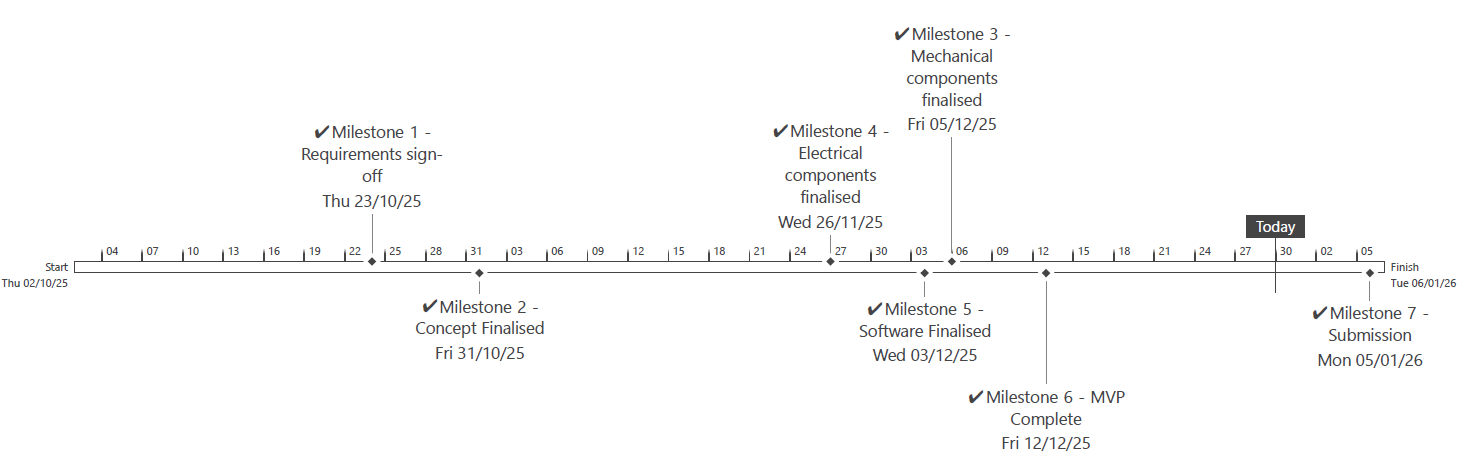 ✔Milestone 3 -
Mechanical
components
finalised
Fri 05/12/25
✔Milestone 1 -
Requirements sign-
off
Thu 23/10/25
✔Milestone 4 -
Electrical
components
finalised
Wed 26/11/25
Today
04 07 10 13 16 19 22 25 28 31 03 06 09 12 15 18 21 24 27 30 03 06 09 12 15 18 21 24 27 30 02 05
Start
Thu 02/10/25
Finish
Tue 06/01/26
✔Milestone 2 -
Concept Finalised
Fri 31/10/25
✔Milestone 5 -
Software Finalised
Wed 03/12/25
✔Milestone 7 -
Submission
Mon 05/01/26
✔Milestone 6 - MVP
Complete
Fri 12/12/25